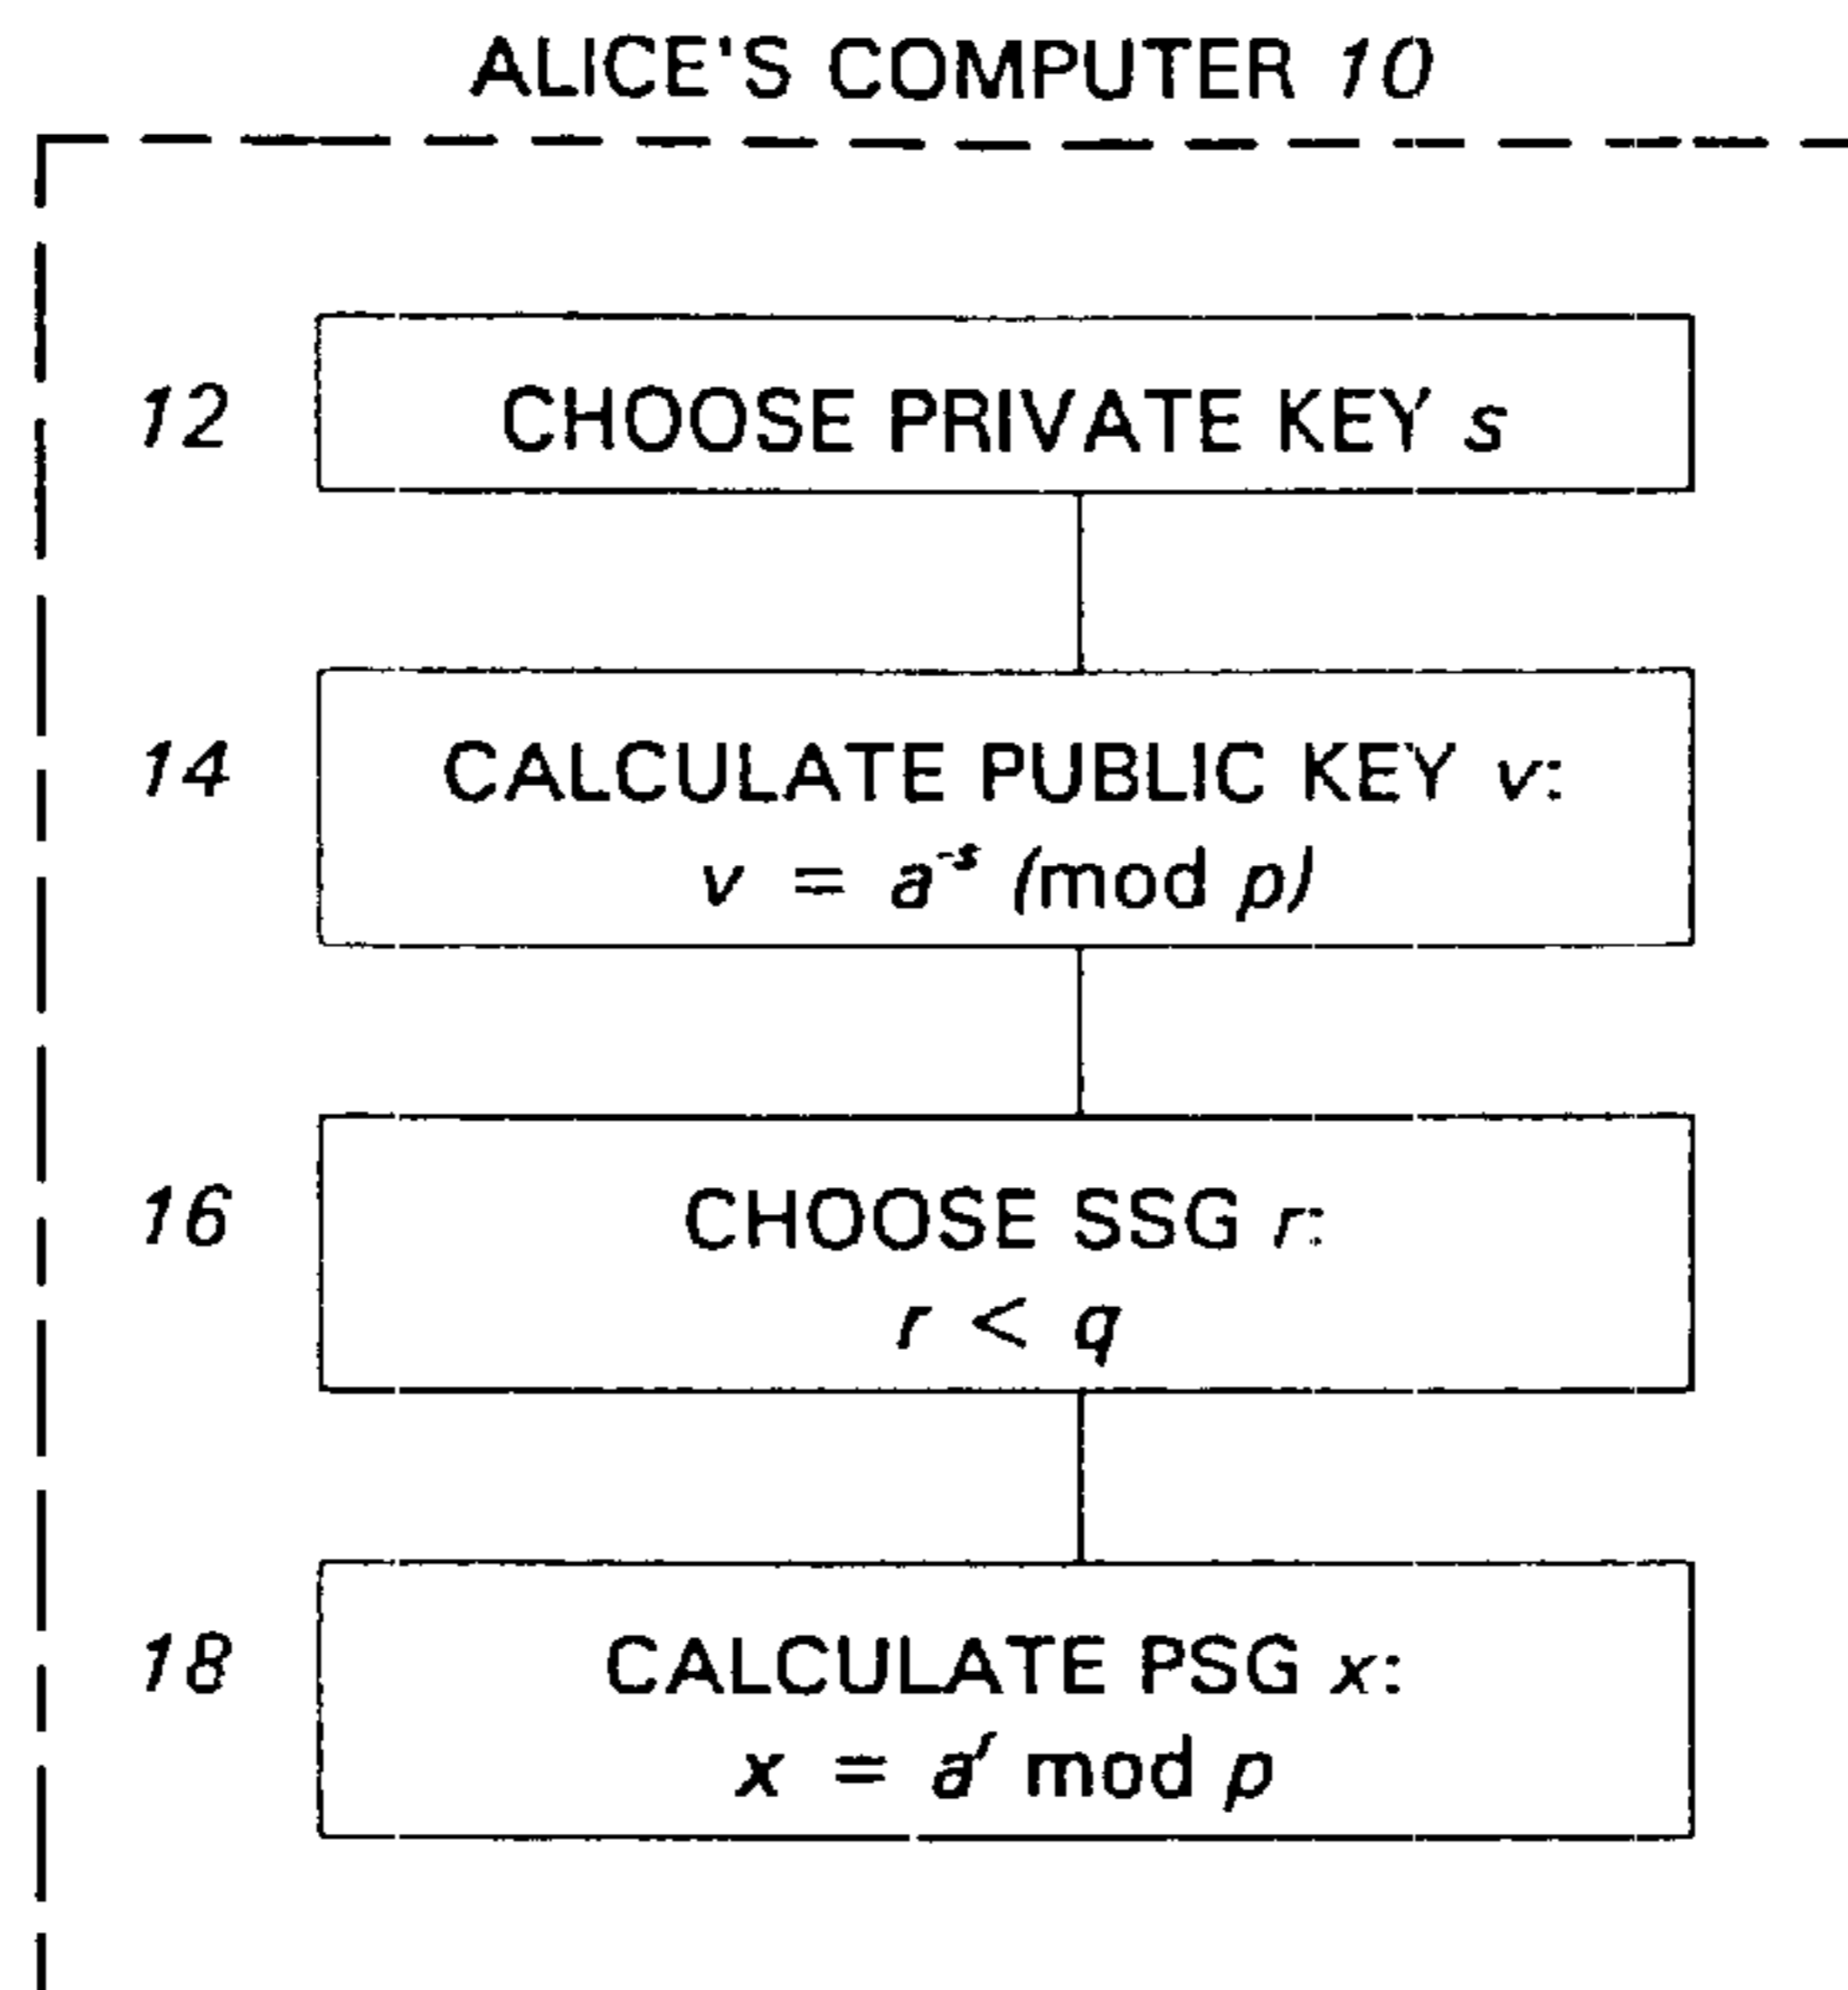 ALICE'S COMPUTER 10
12
CHOOSE PRIVATE KEY s
14
CALCULATE PUBLIC KEY v:
v = a⁻ˢ (mod p)
16
CHOOSE SSG r:
r < q
18
CALCULATE PSG x:
x = aʳ mod p